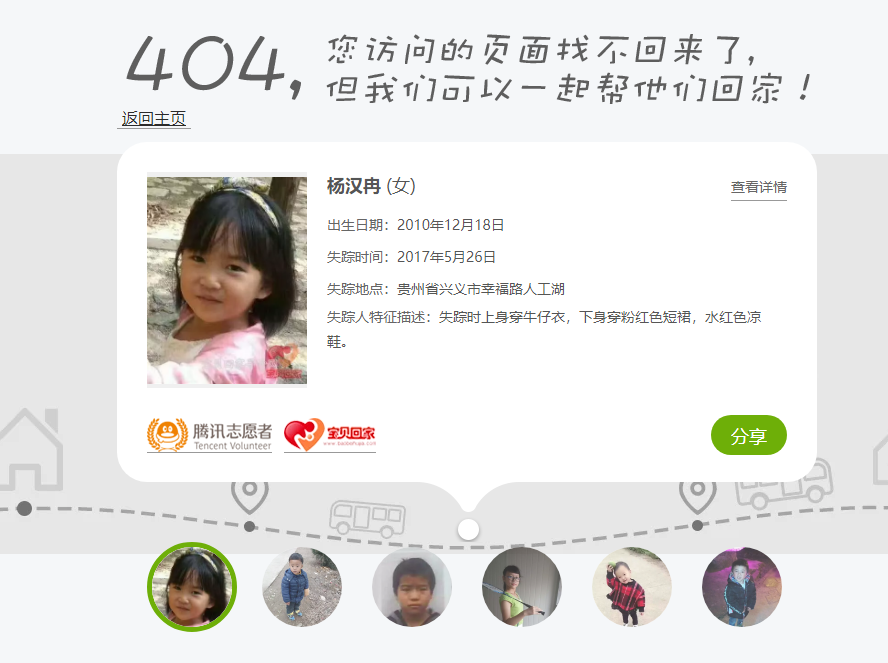 404,
您访问的页面找不回来了,
但我们可以一起帮他们回家!
返回主页
杨汉冉 (女)
查看详情
出生日期：2010年12月18日
失踪时间：2017年5月26日
失踪地点：贵州省兴义市幸福路人工湖
失踪人特征描述：失踪时上身穿牛仔衣，下身穿粉红色短裙，水红色凉
鞋。
腾讯志愿者
Tencent Volunteer
宝贝回家
分享